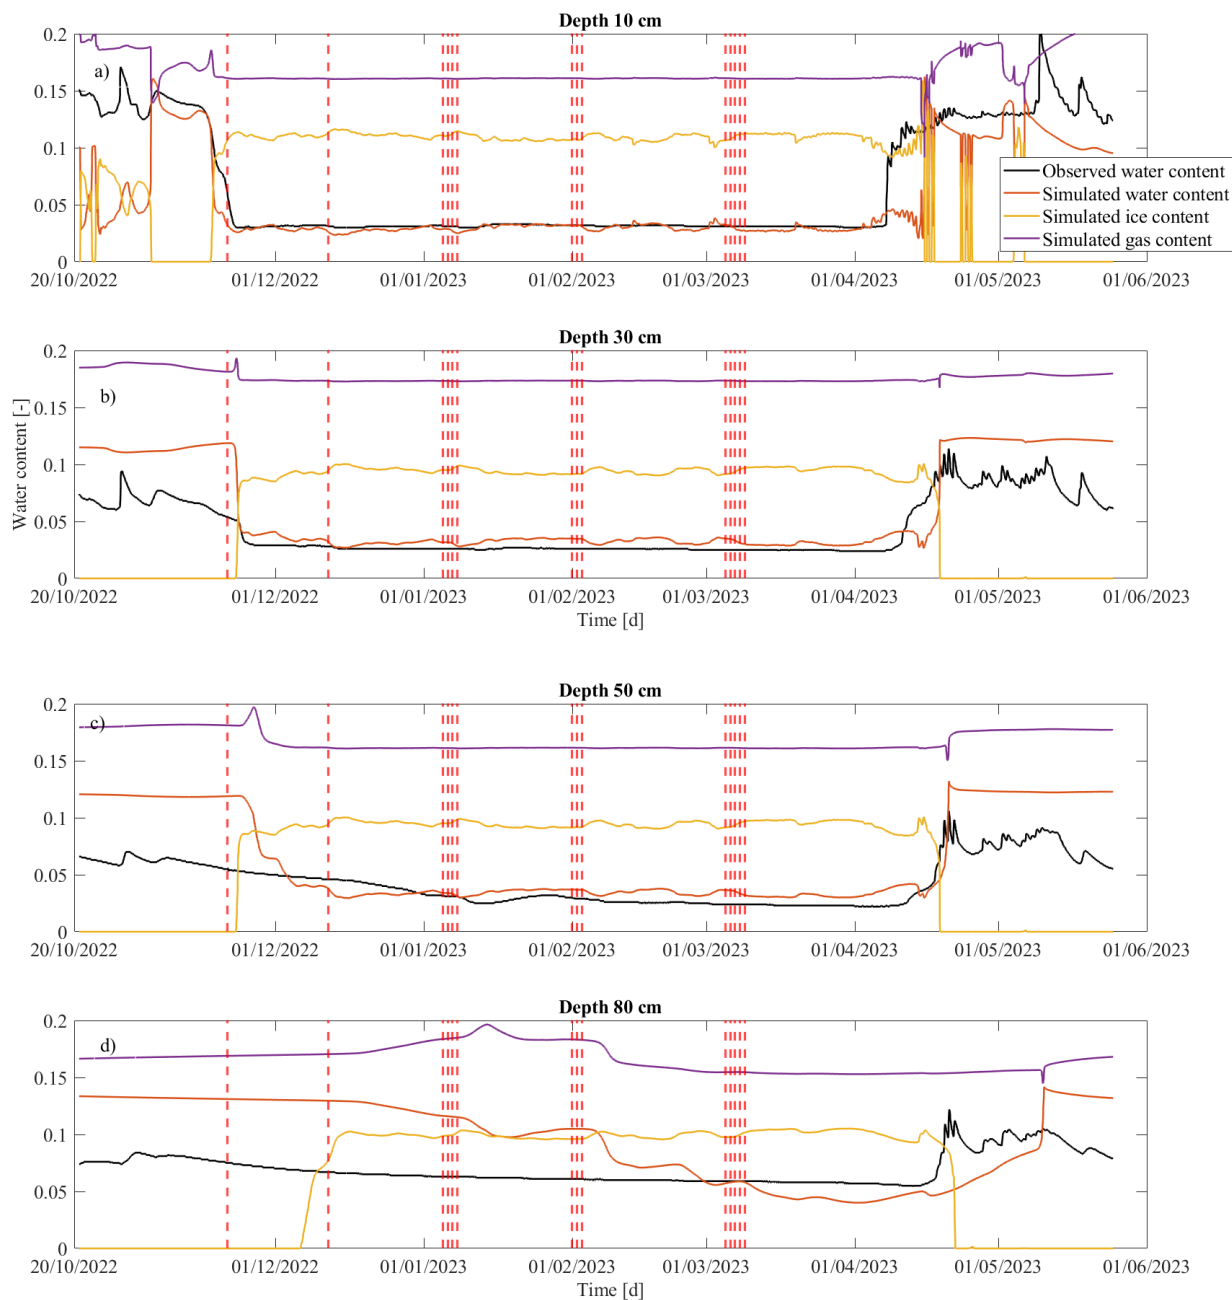 Depth 10 cm
0.2
a)
0.15
0.1
0.05
0
Observed water content
Simulated water content
Simulated ice content
Simulated gas content
20/10/2022 01/12/2022 01/01/2023 01/02/2023 01/03/2023 01/04/2023 01/05/2023 01/06/2023
Depth 30 cm
0.2
b)
0.15
0.1
0.05
0
Water content [-]
20/10/2022 01/12/2022 01/01/2023 01/02/2023 01/03/2023 01/04/2023 01/05/2023 01/06/2023
Time [d]
Depth 50 cm
0.2
c)
0.15
0.1
0.05
0
20/10/2022 01/12/2022 01/01/2023 01/02/2023 01/03/2023 01/04/2023 01/05/2023 01/06/2023
Depth 80 cm
0.2
d)
0.15
0.1
0.05
0
20/10/2022 01/12/2022 01/01/2023 01/02/2023 01/03/2023 01/04/2023 01/05/2023 01/06/2023
Time [d]